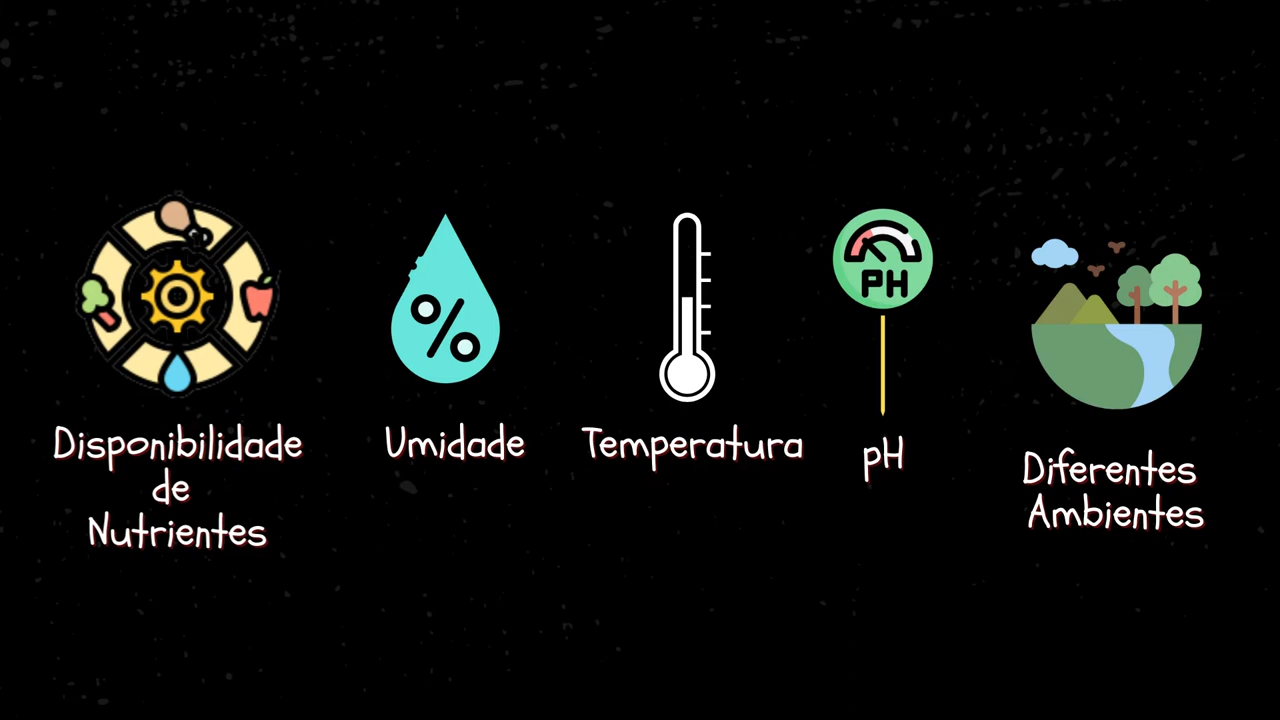 PH
Disponibilidade
de
Nutrientes
%
Umidade
Temperatura
pH
Diferentes
Ambientes